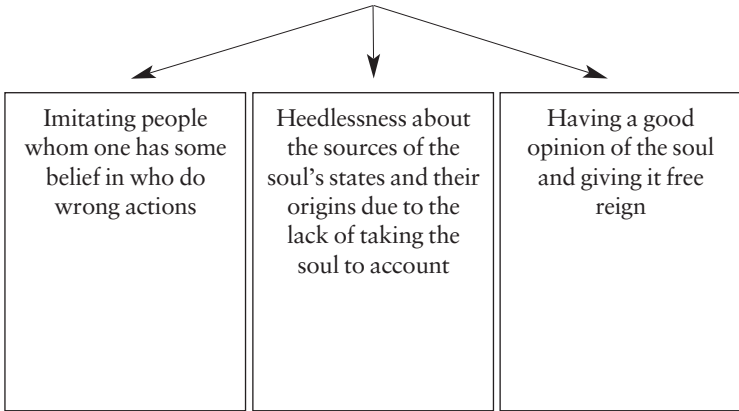 Imitating people
whom one has some
belief in who do
wrong actions
Heedlessness about
the sources of the
soul's states and their
origins due to the
lack of taking the
soul to account
Having a good
opinion of the soul
and giving it free
reign